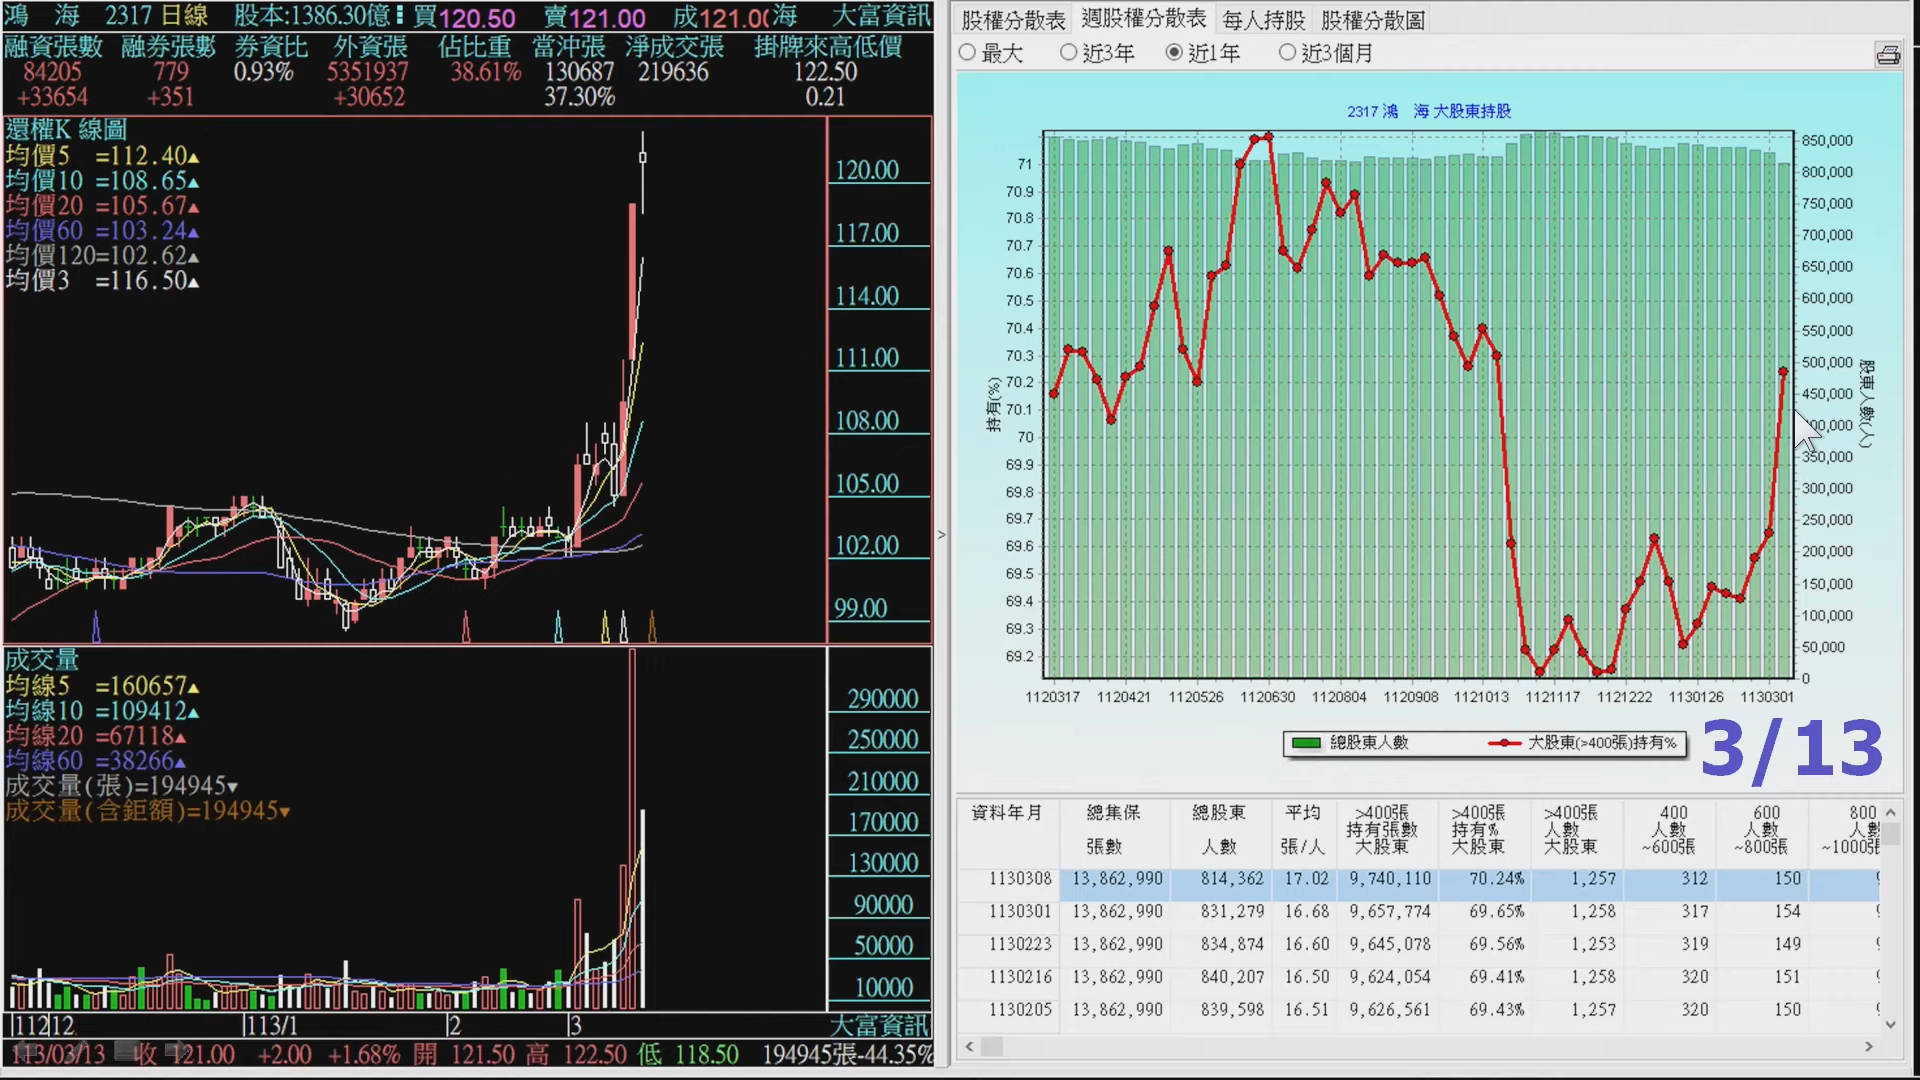 鴻 海 2317 日線 股本:1386.30億 買120.50 賣121.00 成121.0 海 大富資訊
融資張數 融券張數 券資比 外資張 佔比重 當沖張 淨成交張 掛牌來高低價
84205 779 0.93% 5351937 38.61% 130687 219636 122.50
+33654 +351 +30652 37.30% 0.21
還權K 線圖
均價5 =112.40▲
均價10 =108.65▲
均價20 =105.67▲
均價60 =103.24▲
均價120=102.62▲
均價3 =116.50▲
120.00
117.00
114.00
111.00
108.00
105.00
102.00
99.00
成交量
均線5 =160657▲
均線10 =109412▲
均線20 =67118▲
均線60 =38266▲
成交量(張)=194945▼
成交量(含鉅額)=194945▼
290000
250000
210000
170000
130000
90000
50000
10000
112 12 113/1 2 3 大富資訊
113/03/13 收 121.00 +2.00 +1.68% 開 121.50 高 122.50 低 118.50 194945張-44.35%
股權分散表 週股權分散表 每人持股 股權分散圖
最大 近3年 近1年 近3個月
2317 鴻 海 大股東持股
持有(%)
71
70.9
70.8
70.7
70.6
70.5
70.4
70.3
70.2
70.1
70
69.9
69.8
69.7
69.6
69.5
69.4
69.3
69.2
850,000
800,000
750,000
700,000
650,000
600,000
550,000
500,000
450,000
00,000
350,000
300,000
250,000
200,000
150,000
100,000
50,000
0
股東人數(人)
1120317 1120421 1120526 1120630 1120804 1120908 1121013 1121117 1121222 1130126 1130301
總股東人數 大股東(>400張)持有%
3/13
資料年月 總集保 張數 總股東 人數 平均 張/人 >400張 持有張數 大股東 >400張 持有% 大股東 >400張 人數 大股東 400 人數 ~600張 600 人數 ~800張 800 人數 ~1000張
1130308 13,862,990 814,362 17.02 9,740,110 70.24% 1,257 312 150
1130301 13,862,990 831,279 16.68 9,657,774 69.65% 1,258 317 154
1130223 13,862,990 834,874 16.60 9,645,078 69.56% 1,253 319 149
1130216 13,862,990 840,207 16.50 9,624,054 69.41% 1,258 320 151
1130205 13,862,990 839,598 16.51 9,626,561 69.43% 1,257 320 150